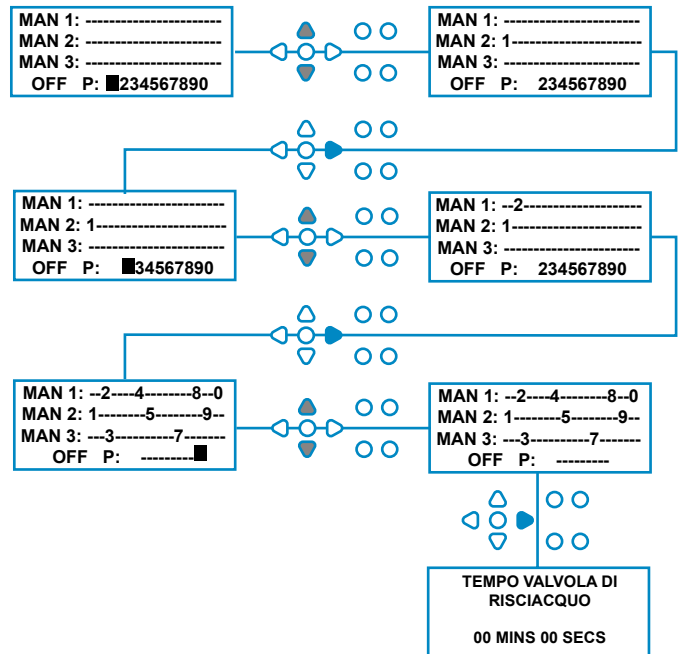 MAN 1: -----------------------
MAN 2: -----------------------
MAN 3: -----------------------
OFF P: █234567890
MAN 1: -----------------------
MAN 2: 1----------------------
MAN 3: -----------------------
OFF P: 234567890
MAN 1: -----------------------
MAN 2: 1----------------------
MAN 3: -----------------------
OFF P: █34567890
MAN 1: --2--------------------
MAN 2: 1----------------------
MAN 3: -----------------------
OFF P: 234567890
MAN 1: --2----4--------8--0
MAN 2: 1--------5--------9--
MAN 3: ---3----------7-------
OFF P: ---------█
MAN 1: --2----4--------8--0
MAN 2: 1--------5--------9--
MAN 3: ---3----------7-------
OFF P: ---------
TEMPO VALVOLA DI
RISCIACQUO
00 MINS 00 SECS